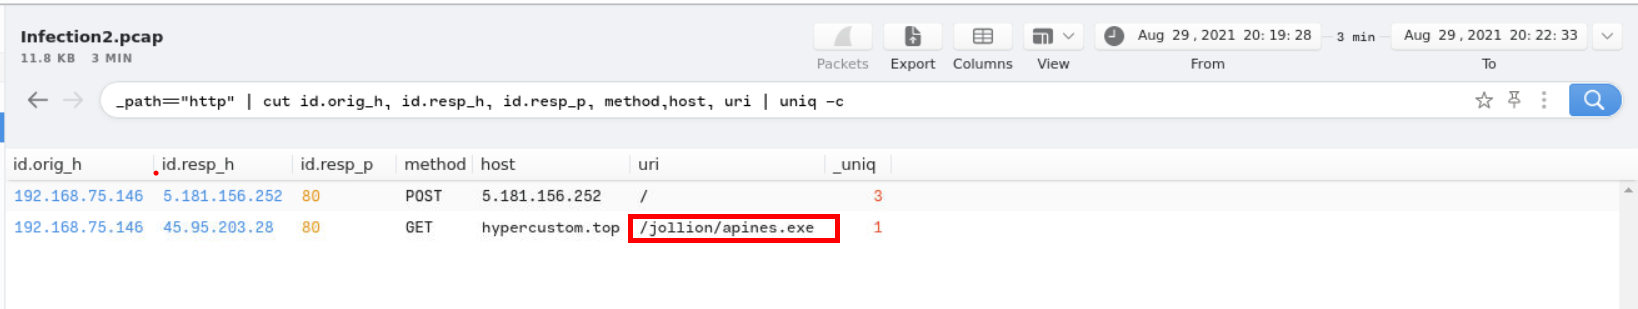 Infection2.pcap
11.8 KB 3 MIN
Packets
Export
Columns
View
Aug 29, 2021 20:19:28
From
3 min
Aug 29, 2021 20:22:33
To
_path=="http" | cut id.orig_h, id.resp_h, id.resp_p, method,host, uri | uniq -c
id.orig_h id.resp_h id.resp_p method host uri _uniq
192.168.75.146 5.181.156.252 80 POST 5.181.156.252 / 3
192.168.75.146 45.95.203.28 80 GET hypercustom.top /jollion/apines.exe 1